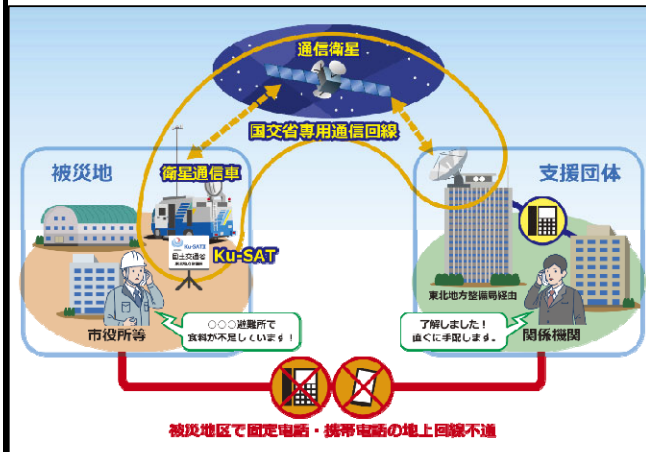 通信衛星
国交省専用通信回線
被災地
支援団体
衛星通信車
Ku-SATⅡ
国土交通省
Ku-SAT
東北地方整備局経由
市役所等
○○○避難所で
食料が不足しています！
了解しました！
直ぐに手配します。
関係機関
被災地区で固定電話・携帯電話の地上回線不通